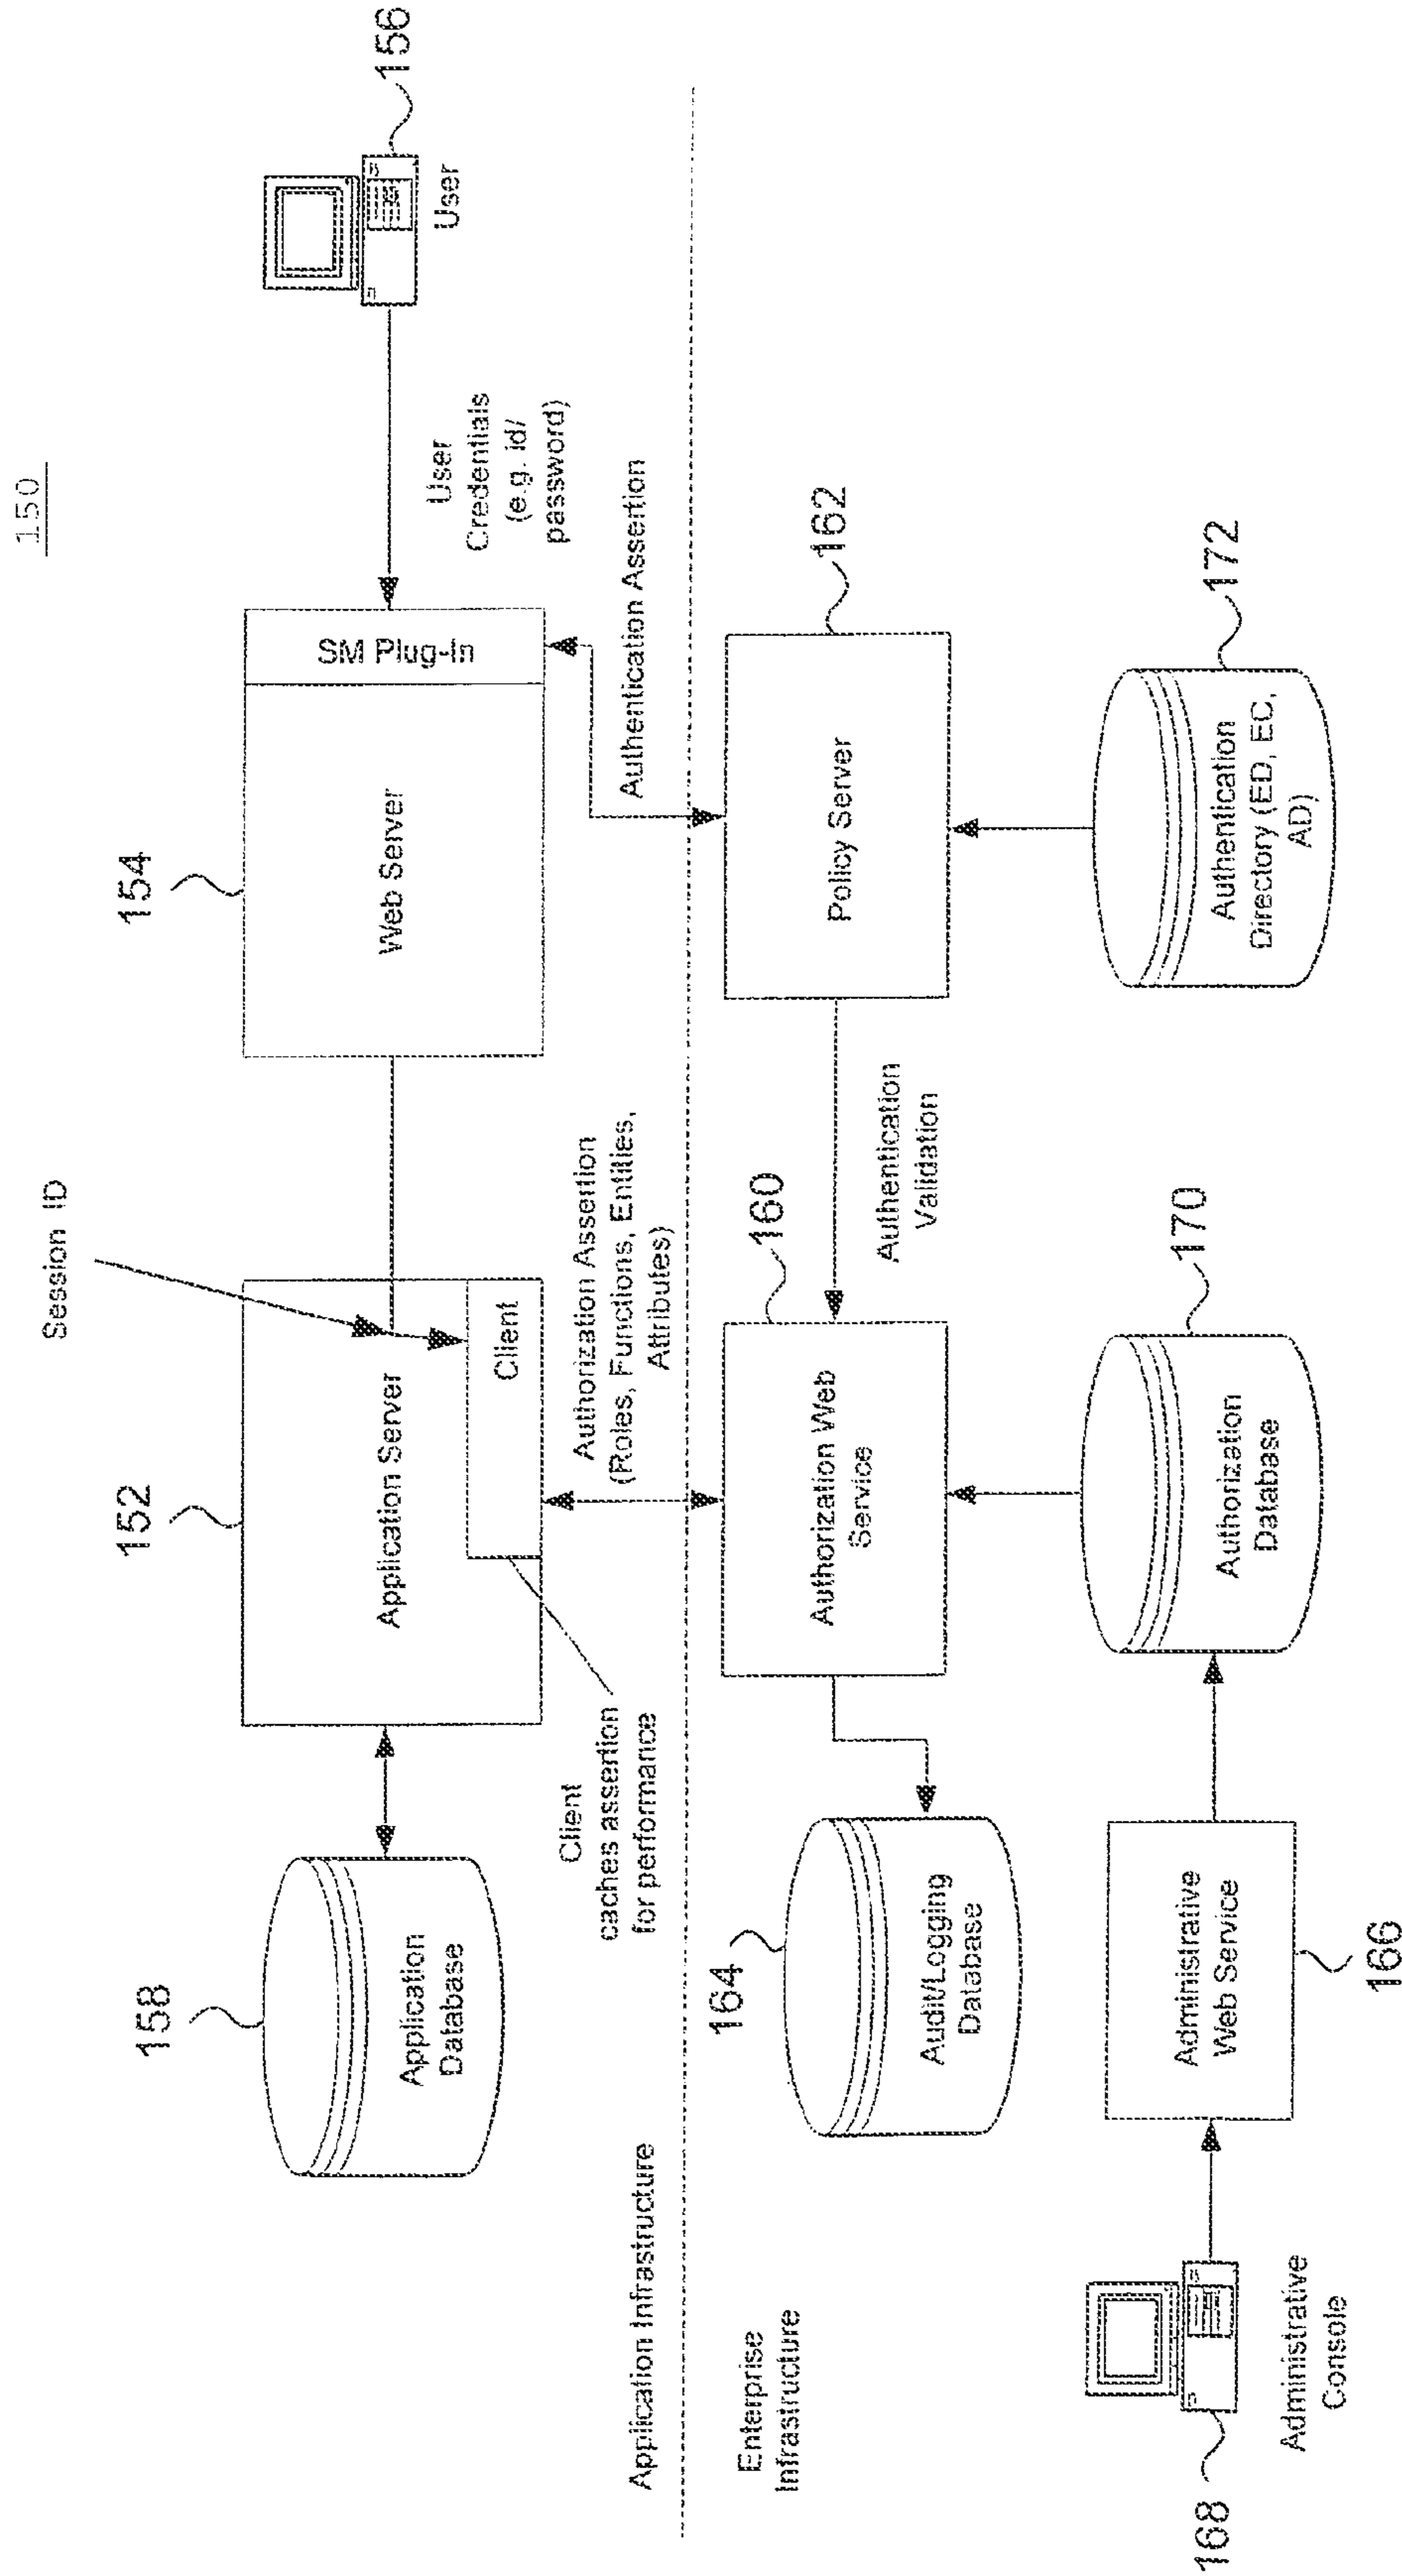 150
Session ID
158
152
154
156
Application
Database
Application Server
Client
Web Server
SM Plug-In
User
User
Credentials
(e.g. id/
password)
Client
caches assertion
for performance
Authorization Assertion
(Roles, Functions, Entities,
Attributes)
Authentication Assertion
Application Infrastructure
Enterprise
Infrastructure
164
160
162
Audit/Logging
Database
Authorization Web
Service
Authentication
Validation
Policy Server
168
Administrative
Console
166
Administrative
Web Service
170
Authorization
Database
172
Authentication
Directory (ED, EC,
AD)